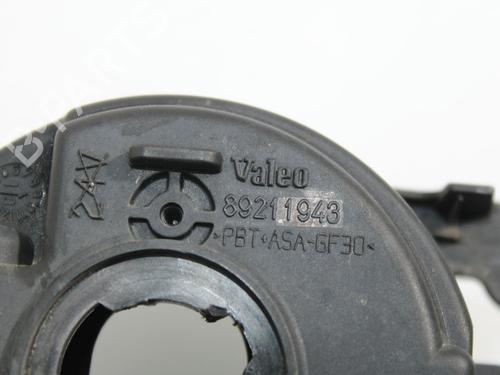 Valeo
89211943
>PBT+ASA-GF30<